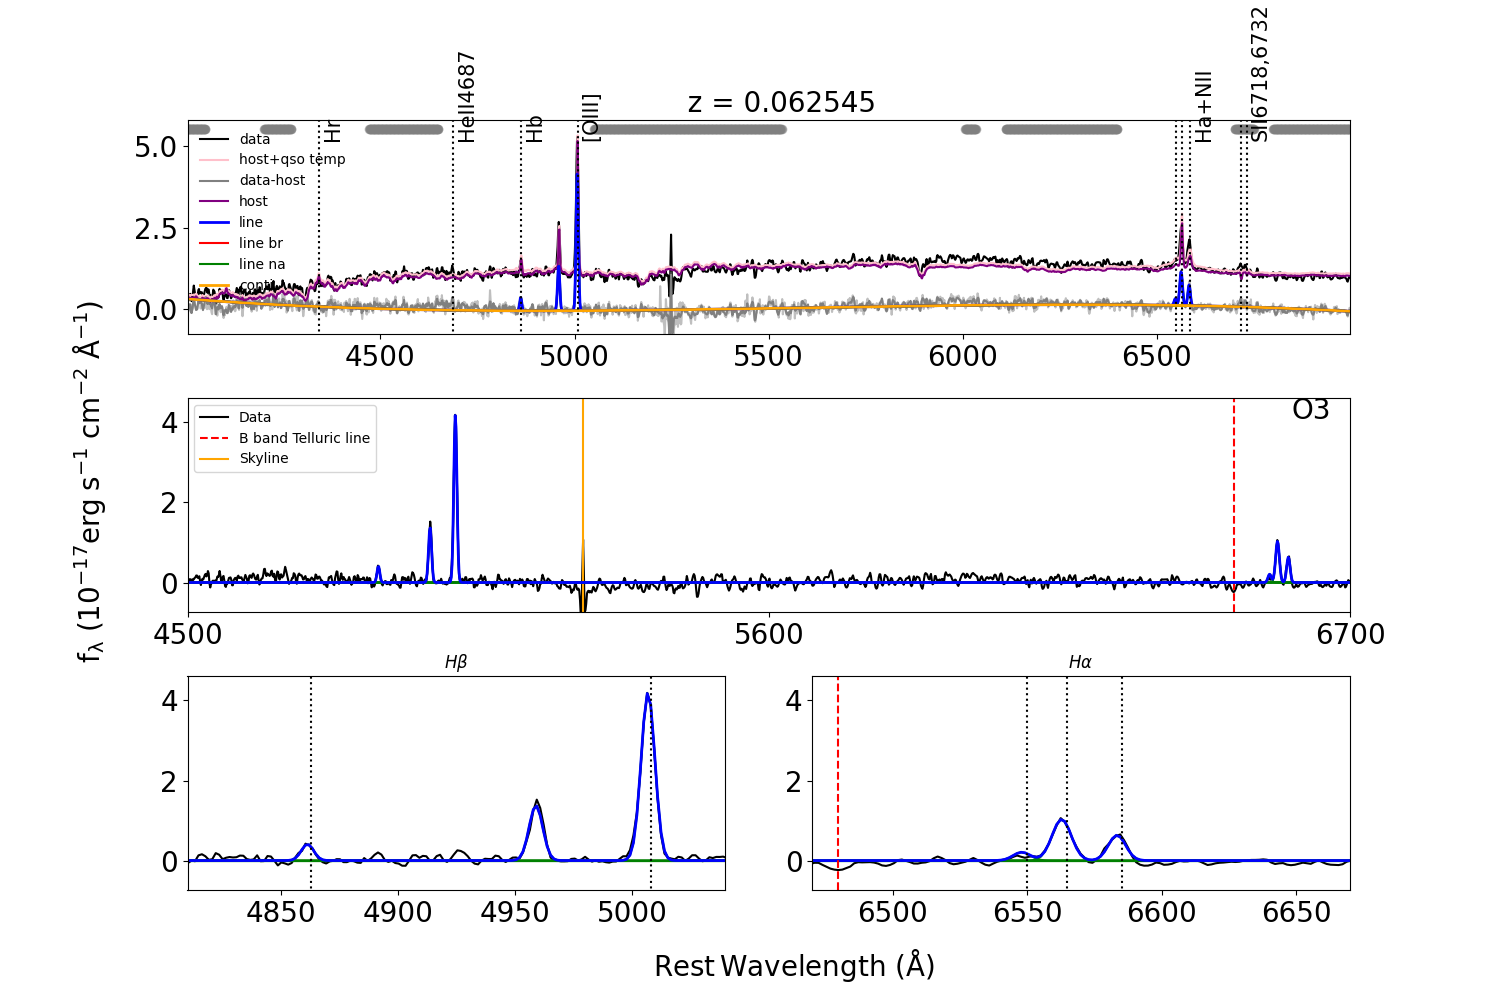 z = 0.062545
Hr
HeII4687
Hb
[OIII]
Ha+NII
SII6718,6732
data
host+qso temp
data-host
host
line
line br
line na
conti
5.0
2.5
0.0
4500 5000 5500 6000 6500
O3
Data
B band Telluric line
Skyline
4
2
0
4500 5600 6700
fλ (10⁻¹⁷erg s⁻¹ cm⁻² Å⁻¹)
Hβ
4
2
0
4850 4900 4950 5000
Hα
4
2
0
6500 6550 6600 6650
Rest Wavelength (Å)